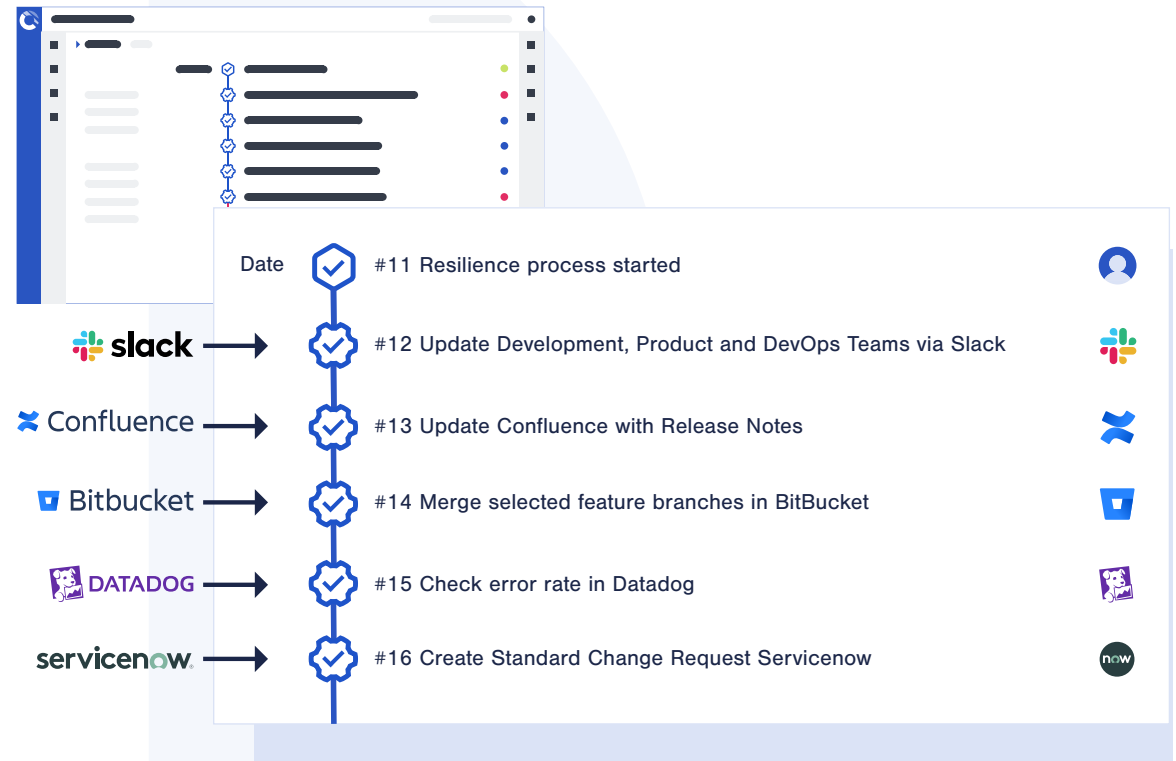 Date
#11 Resilience process started
slack
#12 Update Development, Product and DevOps Teams via Slack
Confluence
#13 Update Confluence with Release Notes
Bitbucket
#14 Merge selected feature branches in BitBucket
DATADOG
#15 Check error rate in Datadog
servicenow
#16 Create Standard Change Request Servicenow
now